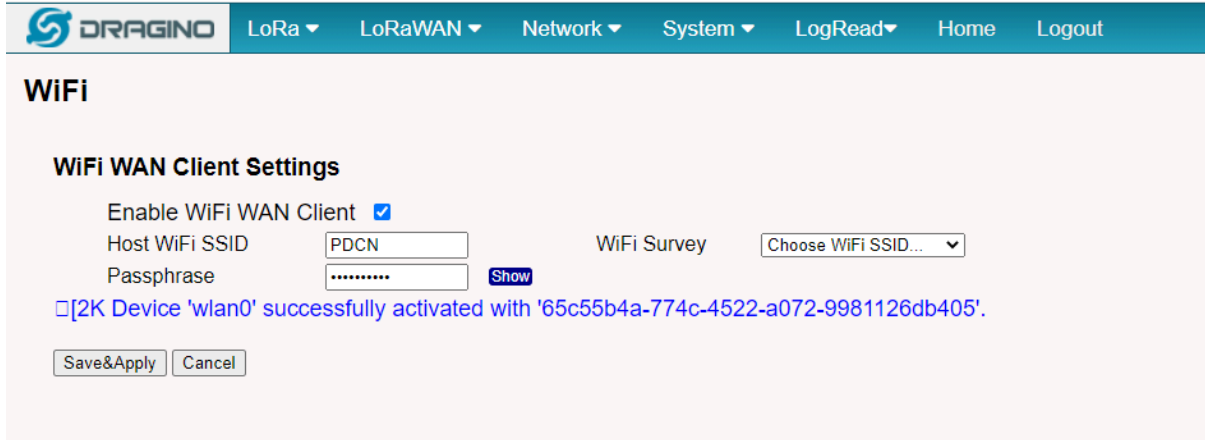 DRAGINO LoRa LoRaWAN Network System LogRead Home Logout
WiFi
WiFi WAN Client Settings
Enable WiFi WAN Client
Host WiFi SSID PDCN WiFi Survey Choose WiFi SSID...
Passphrase •••••••••• Show
□[2K Device 'wlan0' successfully activated with '65c55b4a-774c-4522-a072-9981126db405'.
Save&Apply Cancel